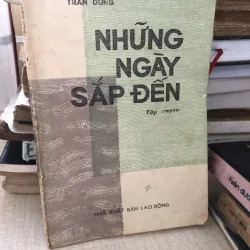 TRẦN DŨNG
NHỮNG
NGÀY
SẮP ĐẾN
Tập truyện
NHÀ XUẤT BẢN LAO ĐỘNG